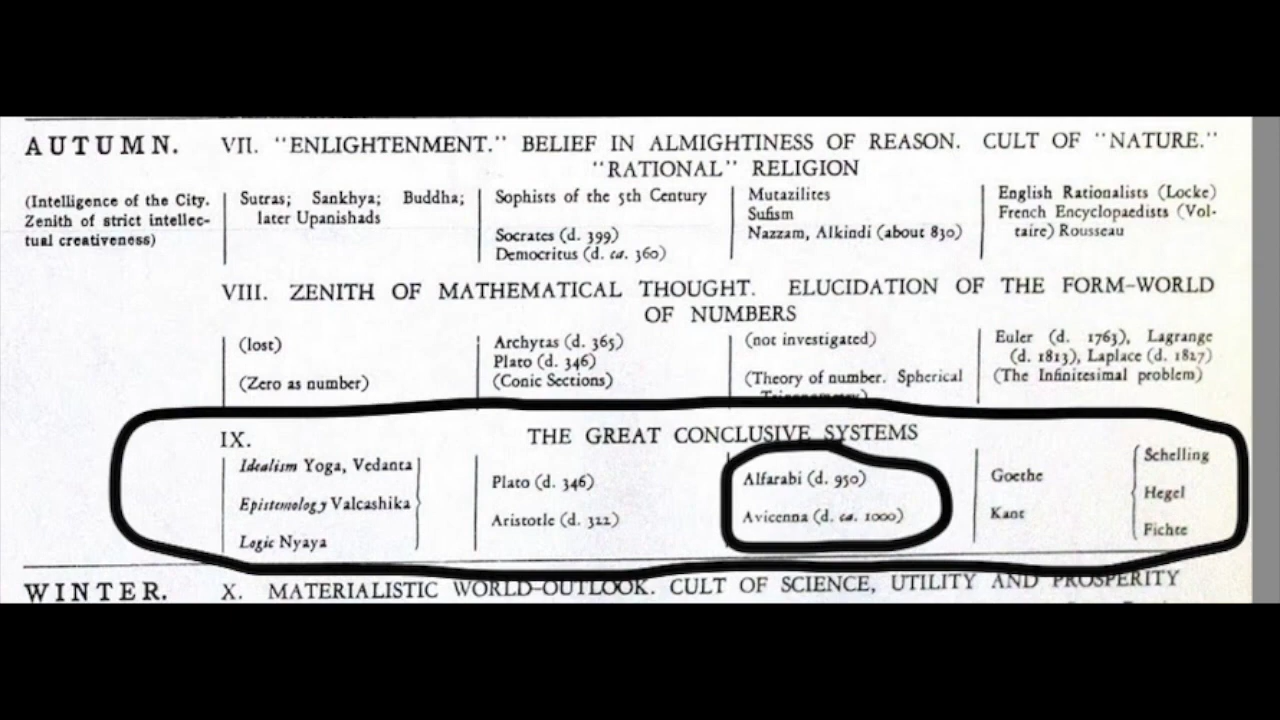 AUTUMN. VII. "ENLIGHTENMENT." BELIEF IN ALMIGHTINESS OF REASON. CULT OF "NATURE."
"RATIONAL" RELIGION
(Intelligence of the City.
Zenith of strict intellec-
tual creativeness)
Sutras; Sankhya; Buddha;
later Upanishads
Sophists of the 5th Century
Socrates (d. 399)
Democritus (d. ca. 360)
Mutazilites
Sufism
Nazzam, Alkindi (about 830)
English Rationalists (Locke)
French Encyclopaedists (Vol-
taire) Rousseau
VIII. ZENITH OF MATHEMATICAL THOUGHT. ELUCIDATION OF THE FORM-WORLD
OF NUMBERS
(lost)
(Zero as number)
Archytas (d. 365)
Plato (d. 346)
(Conic Sections)
(not investigated)
(Theory of number. Spherical
Trigonometry)
Euler (d. 1763), Lagrange
(d. 1813), Laplace (d. 1827)
(The Infinitesimal problem)
IX. THE GREAT CONCLUSIVE SYSTEMS
Idealism Yoga, Vedanta
Epistemology Valcashika
Logic Nyaya
Plato (d. 346)
Aristotle (d. 322)
Alfarabi (d. 950)
Avicenna (d. ca. 1000)
Goethe
Kant
Schelling
Hegel
Fichte
WINTER. X. MATERIALISTIC WORLD-OUTLOOK. CULT OF SCIENCE, UTILITY AND PROSPERITY